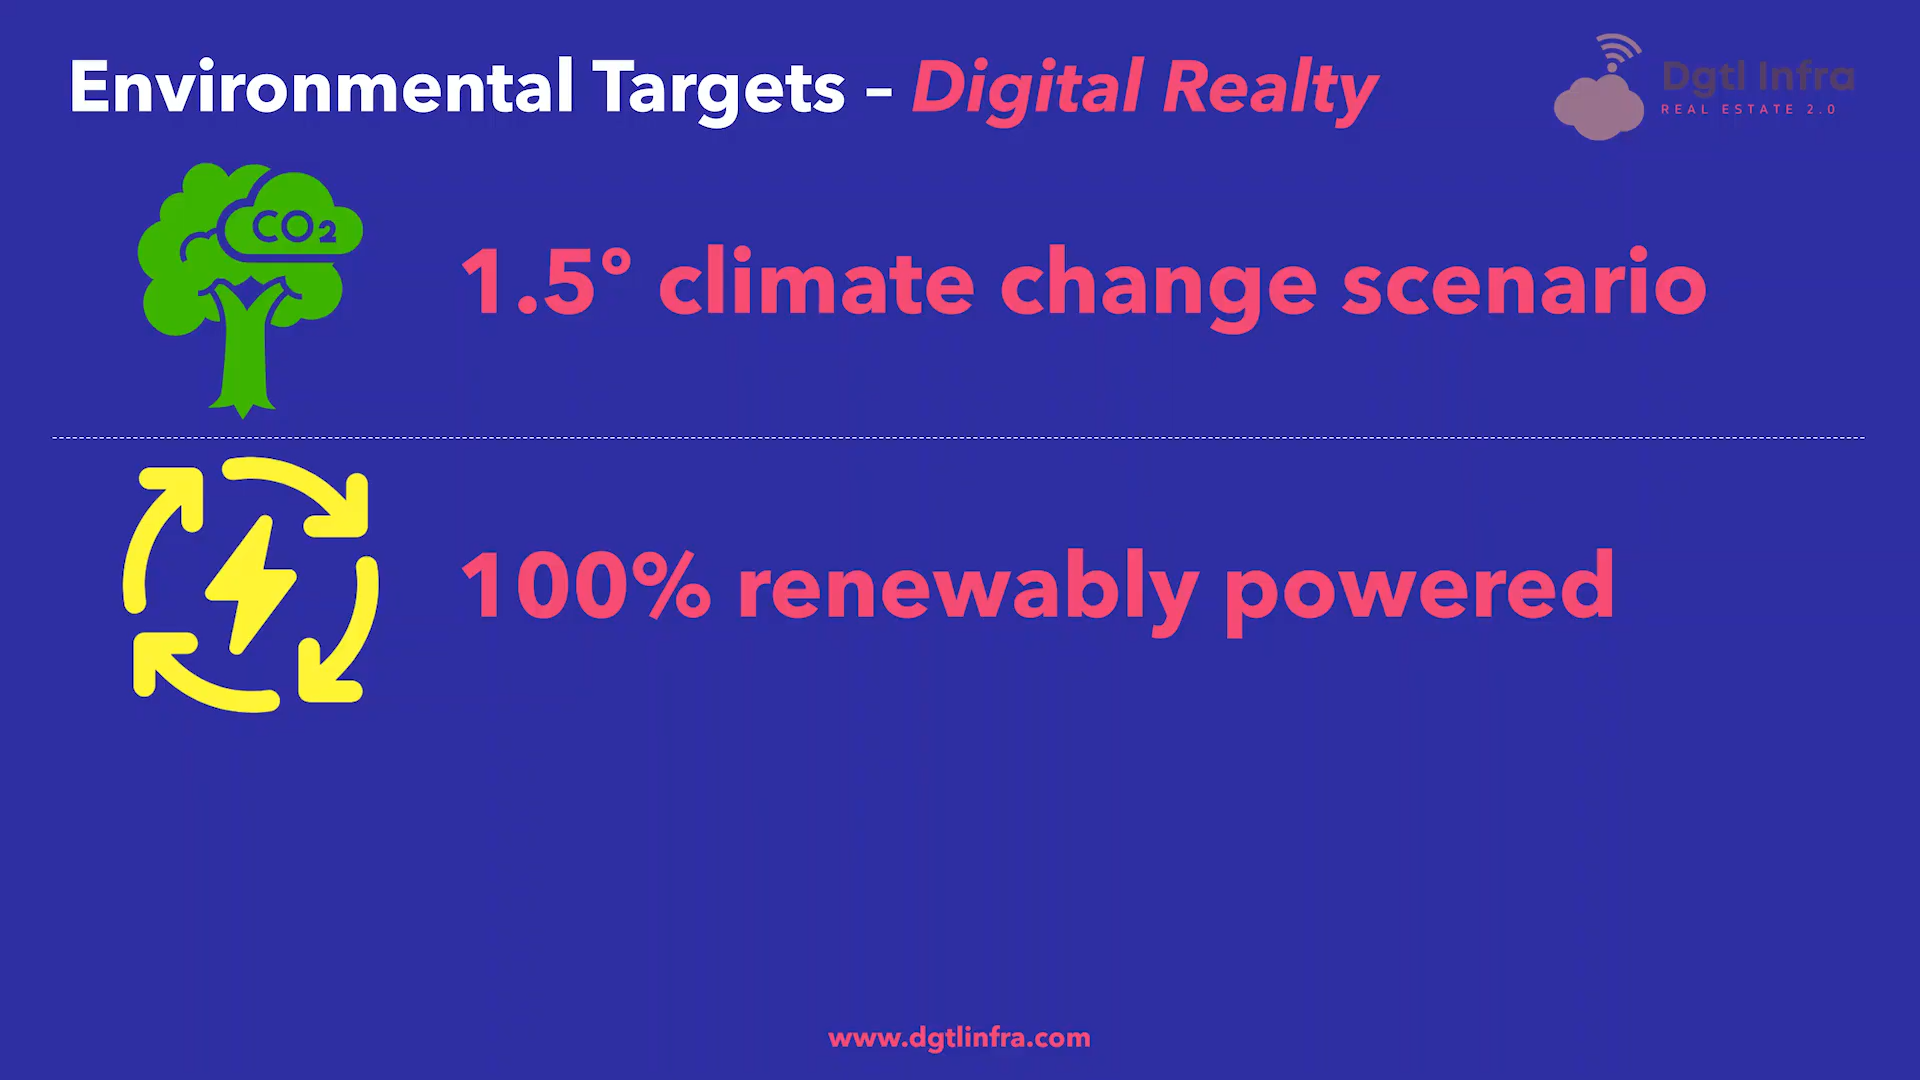 Environmental Targets – Digital Realty
Dgtl Infra
REAL ESTATE 2.0
CO2
1.5° climate change scenario
100% renewably powered
www.dgtlinfra.com